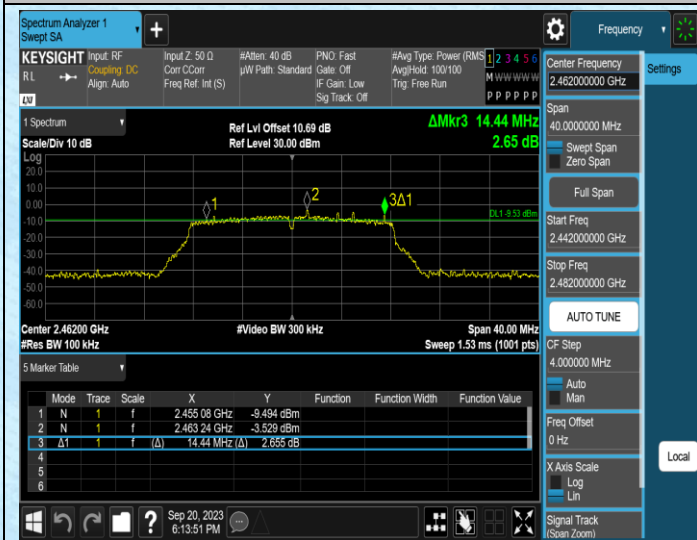 Spectrum Analyzer 1
Swept SA
+
Frequency
KEYSIGHT
RL
LXI
Input: RF
Coupling: DC
Align: Auto
Input Z: 50 Ω
Corr CCorr
Freq Ref: Int (S)
#Atten: 40 dB
µW Path: Standard
PNO: Fast
Gate: Off
IF Gain: Low
Sig Track: Off
#Avg Type: Power (RMS
Avg|Hold: 100/100
Trig: Free Run
1 2 3 4 5 6
M W W W W W
P P P P P P
1 Spectrum
Scale/Div 10 dB
Ref Lvl Offset 10.69 dB
Ref Level 30.00 dBm
ΔMkr3 14.44 MHz
2.65 dB
Log
20.0
10.0
0.00
-10.0
-20.0
-30.0
-40.0
-50.0
-60.0
1
2
3Δ1
DL1 -9.53 dBm
Center 2.46200 GHz
#Video BW 300 kHz
Span 40.00 MHz
#Res BW 100 kHz
Sweep 1.53 ms (1001 pts)
5 Marker Table
Mode Trace Scale X Y Function Function Width Function Value
1 N 1 f 2.455 08 GHz -9.494 dBm
2 N 1 f 2.463 24 GHz -3.529 dBm
3 Δ1 1 f (Δ) 14.44 MHz (Δ) 2.655 dB
4
5
6
?
Sep 20, 2023
6:13:51 PM
Center Frequency
2.462000000 GHz
Settings
Span
40.0000000 MHz
Swept Span
Zero Span
Full Span
Start Freq
2.442000000 GHz
Stop Freq
2.482000000 GHz
AUTO TUNE
CF Step
4.000000 MHz
Auto
Man
Freq Offset
0 Hz
Local
X Axis Scale
Log
Lin
Signal Track
(Span Zoom)